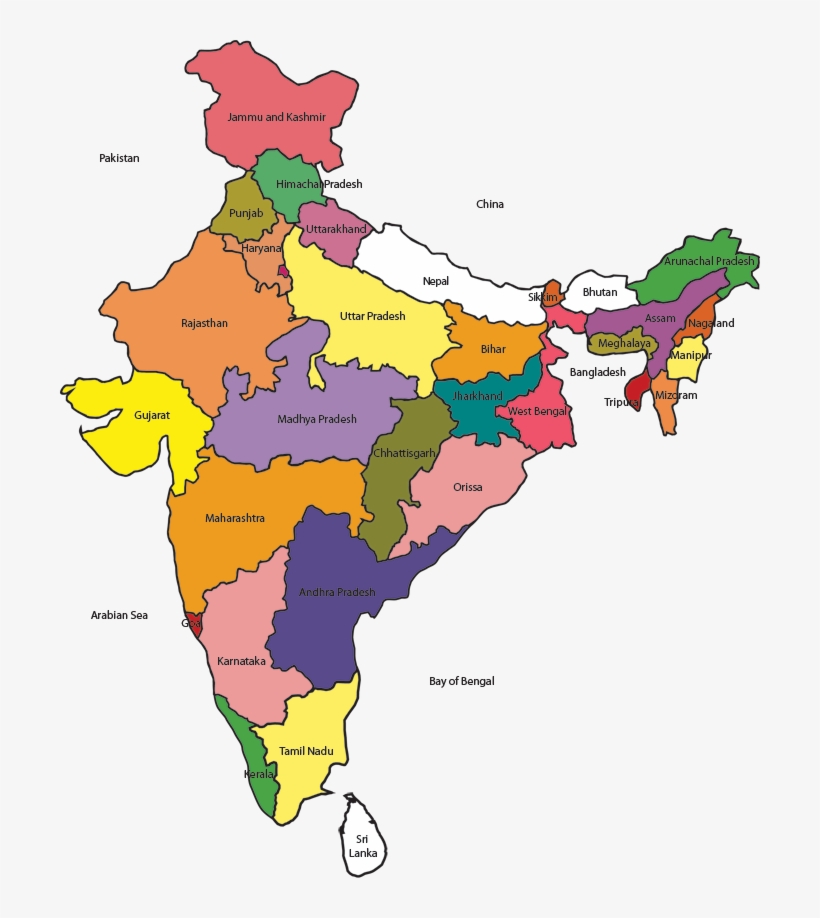 Jammu and Kashmir
Pakistan
Himachal Pradesh
China
Punjab
Uttarakhand
Haryana
Arunachal Pradesh
Nepal
Bhutan
Sikkim
Uttar Pradesh
Assam
Rajasthan
Nagaland
Meghalaya
Bihar
Manipur
Bangladesh
Jhaikhand
Mizoram
Tripura
West Bengal
Gujarat
Madhya Pradesh
Chhattisgarh
Orissa
Maharashtra
Andhra Pradesh
Arabian Sea
Goa
Karnataka
Bay of Bengal
Tamil Nadu
Kerala
Sri
Lanka